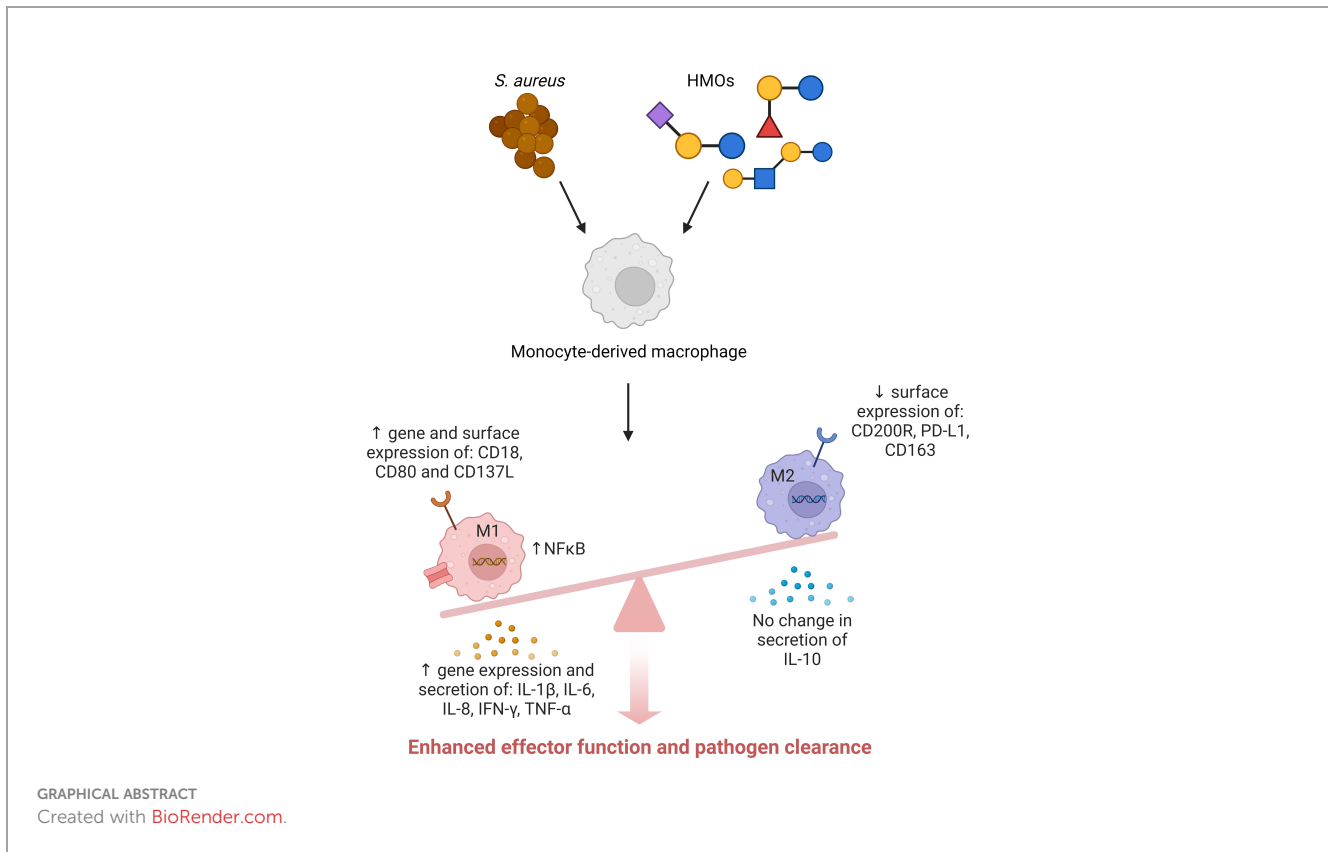 S. aureus
HMOs
Monocyte-derived macrophage
↑ gene and surface
expression of: CD18,
CD80 and CD137L
↓ surface
expression of:
CD200R, PD-L1,
CD163
M1
↑NFκB
M2
↑ gene expression and
secretion of: IL-1β, IL-6,
IL-8, IFN-γ, TNF-α
No change in
secretion of
IL-10
Enhanced effector function and pathogen clearance
GRAPHICAL ABSTRACT
Created with BioRender.com.